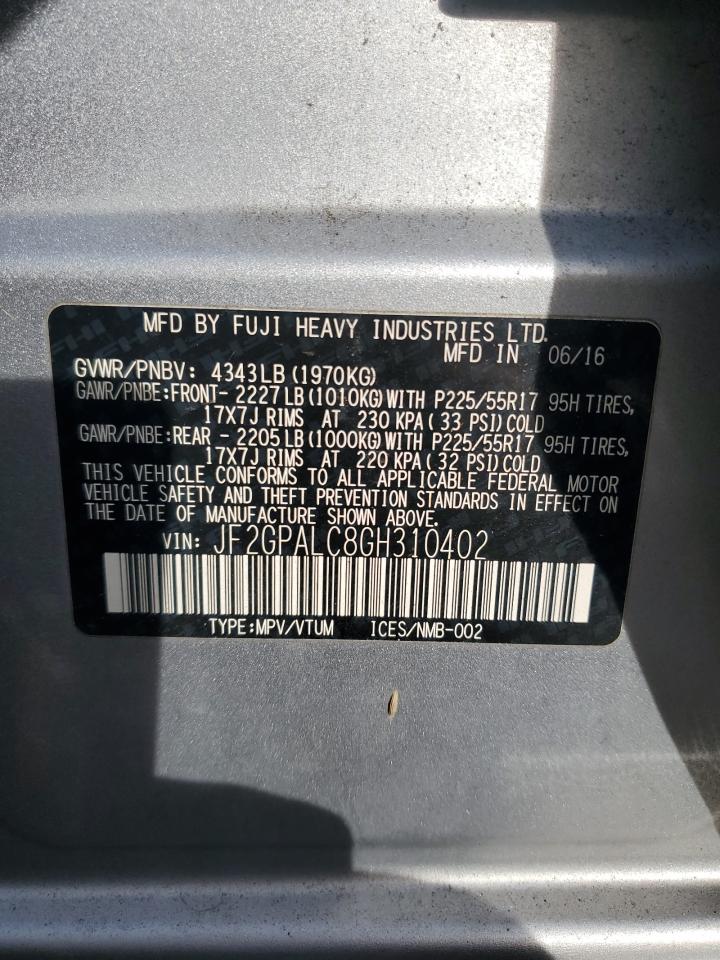 MFD BY FUJI HEAVY INDUSTRIES LTD.
MFD IN 06/16
GVWR/PNBV: 4343LB (1970KG)
GAWR/PNBE:FRONT- 2227LB(1010KG)WITH P225/55R17 95H TIRES,
17X7J RIMS AT 230 KPA(33 PSI)COLD
GAWR/PNBE:REAR - 2205LB(1000KG)WITH P225/55R17 95H TIRES,
17X7J RIMS AT 220 KPA(32 PSI)COLD
THIS VEHICLE CONFORMS TO ALL APPLICABLE FEDERAL MOTOR
VEHICLE SAFETY AND THEFT PREVENTION STANDARDS IN EFFECT ON
THE DATE OF MANUFACTURE SHOWN ABOVE.
VIN: JF2GPALC8GH310402
TYPE:MPV/VTUM ICES/NMB-002